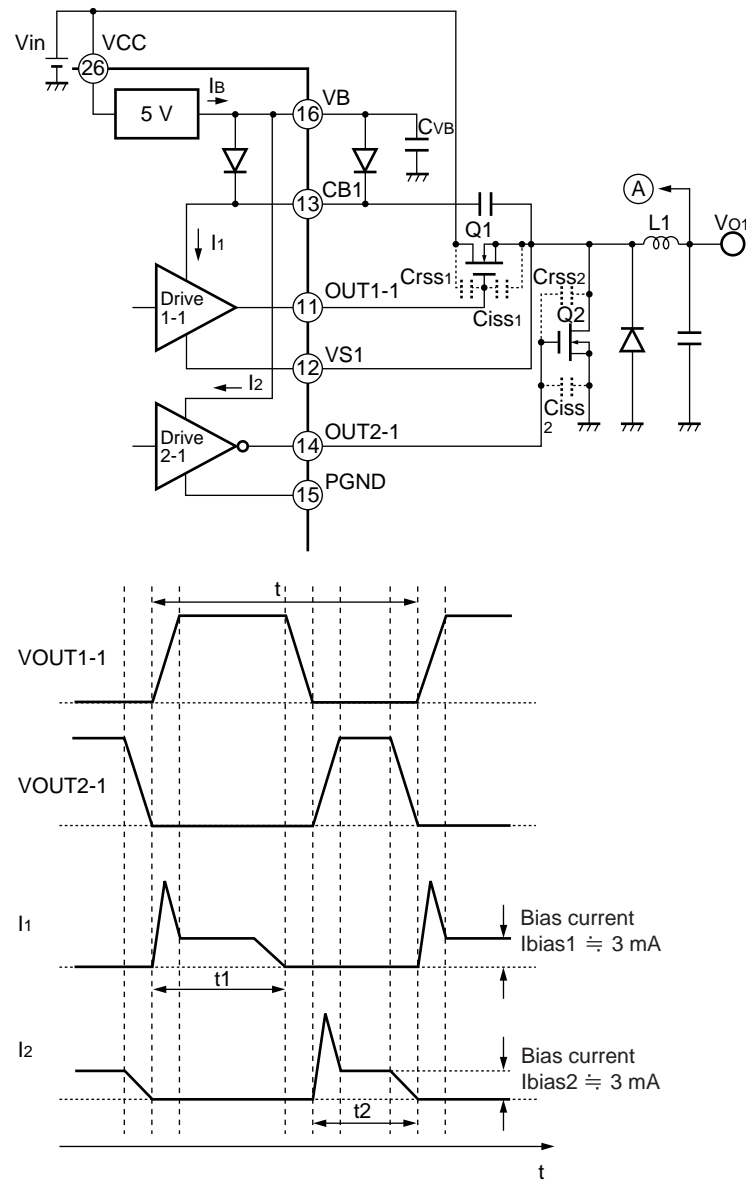 Vin
VCC
26
IB
VB
5 V
16
CVB
CB1
13
A
L1
VO1
Q1
I1
Crss1
Crss2
Drive
1-1
OUT1-1
11
Ciss1
Q2
VS1
12
I2
Ciss
2
Drive
2-1
OUT2-1
14
PGND
15
t
VOUT1-1
VOUT2-1
I1
Bias current
Ibias1 ≒ 3 mA
t1
I2
Bias current
Ibias2 ≒ 3 mA
t2
t